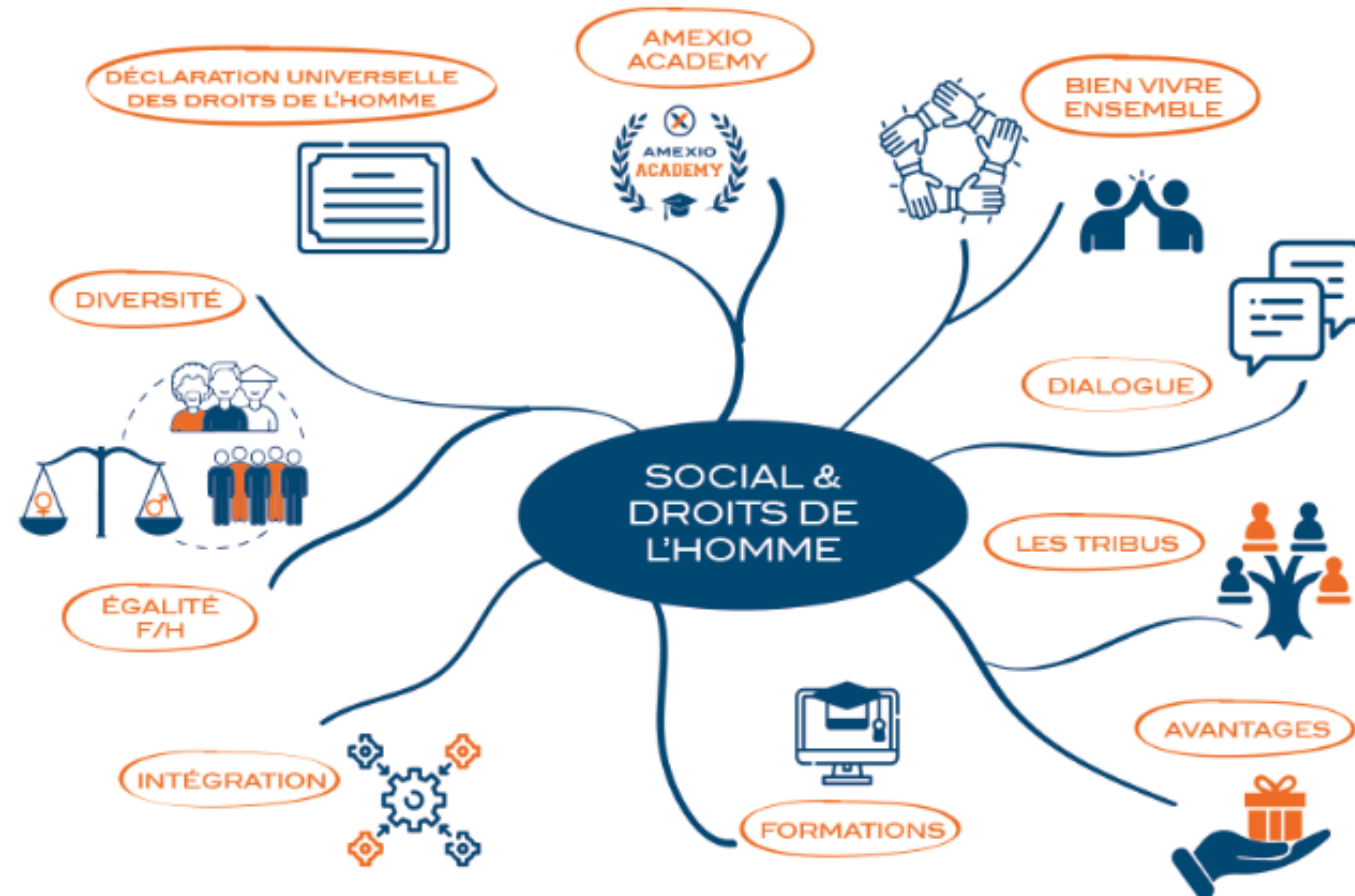 AMEXIO
ACADEMY
DÉCLARATION UNIVERSELLE
DES DROITS DE L'HOMME
BIEN VIVRE
ENSEMBLE
AMEXIO
ACADEMY
DIVERSITÉ
DIALOGUE
SOCIAL &
DROITS DE
L'HOMME
LES TRIBUS
ÉGALITÉ
F/H
AVANTAGES
INTÉGRATION
FORMATIONS